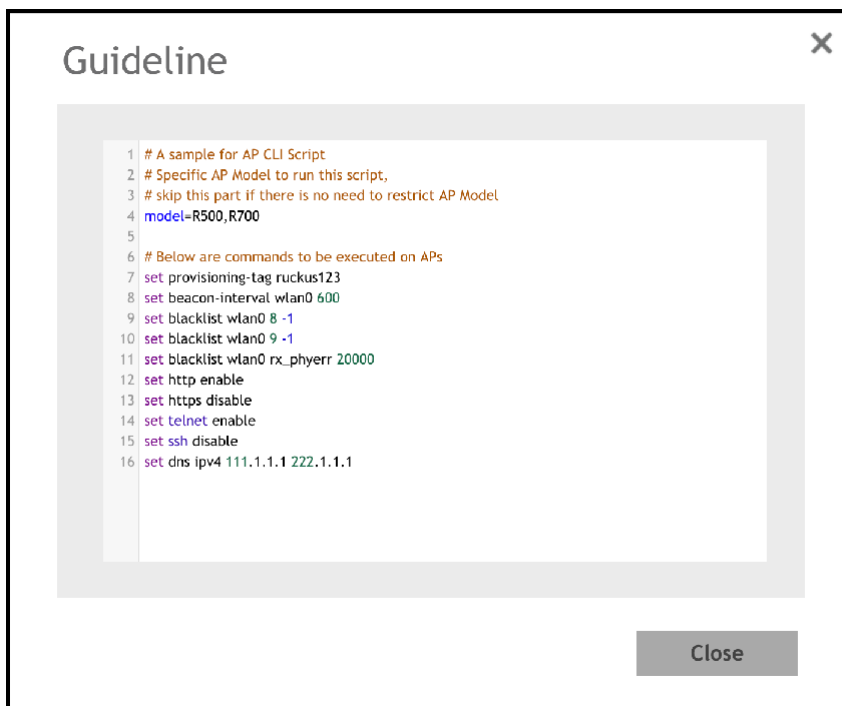 Guideline
1 # A sample for AP CLI Script
2 # Specific AP Model to run this script,
3 # skip this part if there is no need to restrict AP Model
4 model=R500,R700
5
6 # Below are commands to be executed on APs
7 set provisioning-tag ruckus123
8 set beacon-interval wlan0 600
9 set blacklist wlan0 8 -1
10 set blacklist wlan0 9 -1
11 set blacklist wlan0 rx_phyerr 20000
12 set http enable
13 set https disable
14 set telnet enable
15 set ssh disable
16 set dns ipv4 111.1.1.1 222.1.1.1
Close